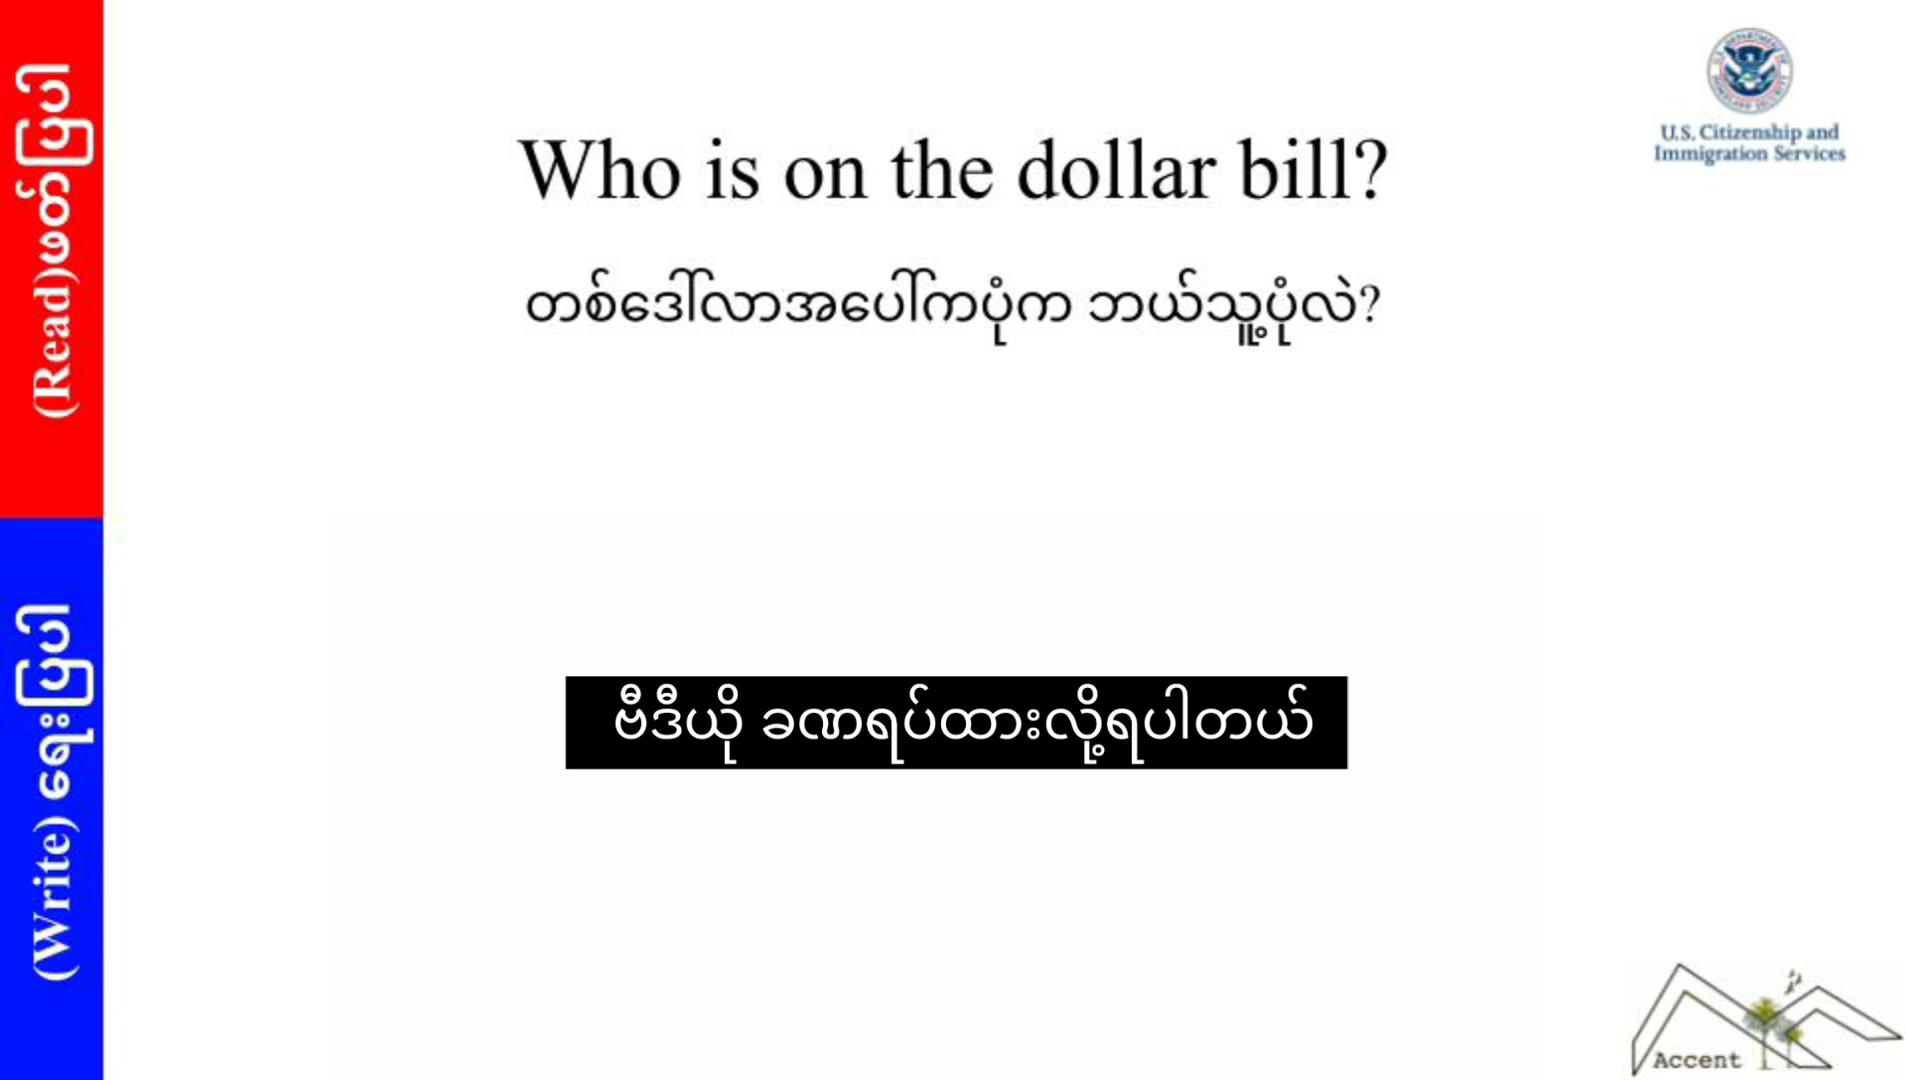 (Read)ဖတ်ပြပါ
Who is on the dollar bill?
တစ်ဒေါ်လာအပေါ်ကပုံက ဘယ်သူ့ပုံလဲ?
U.S. Citizenship and
Immigration Services
(Write) ရေးပြပါ
ဗီဒီယို ခဏရပ်ထားလို့ရပါတယ်
Accent